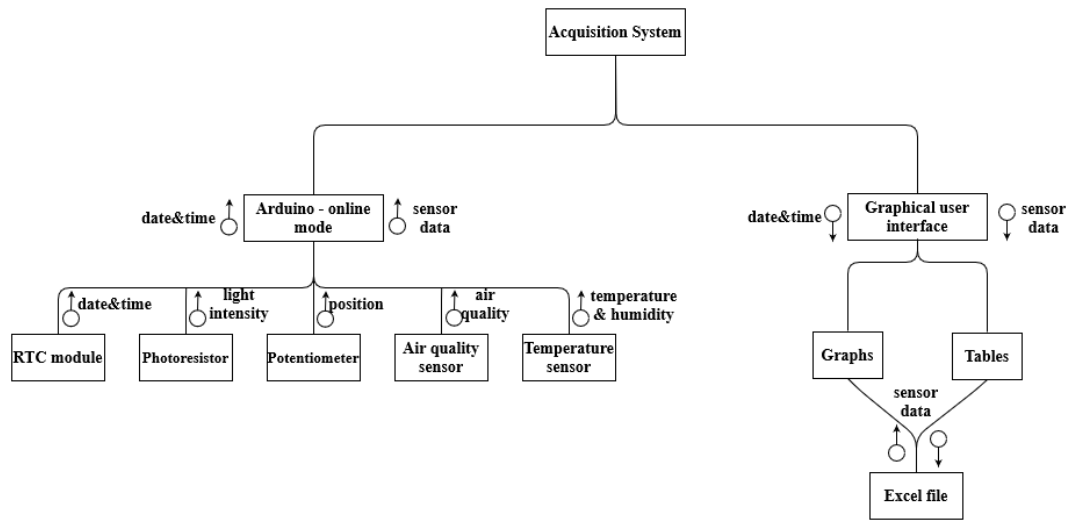 Acquisition System
date&time
Arduino - online
mode
sensor
data
date&time
Graphical user
interface
sensor
data
date&time
light
intensity
position
air
quality
temperature
& humidity
RTC module
Photoresistor
Potentiometer
Air quality
sensor
Temperature
sensor
Graphs
Tables
sensor
data
Excel file